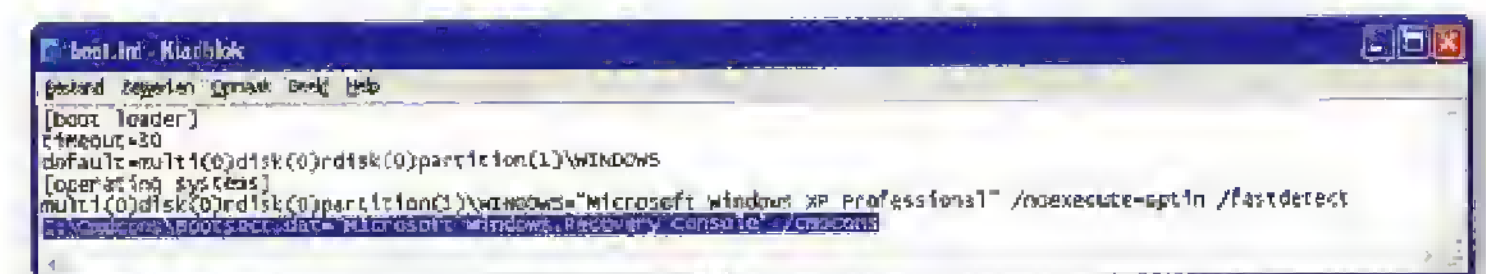 boot.ini - Kladblok
Bestand Bewerken Opmaak Beeld Help
[boot loader]
timeout=30
default=multi(0)disk(0)rdisk(0)partition(1)\WINDOWS
[operating systems]
multi(0)disk(0)rdisk(0)partition(1)\WINDOWS="Microsoft Windows XP Professional" /noexecute=optin /fastdetect
C:\cmdcons\BOOTSECT.DAT="Microsoft Windows Recovery Console" /cmdcons